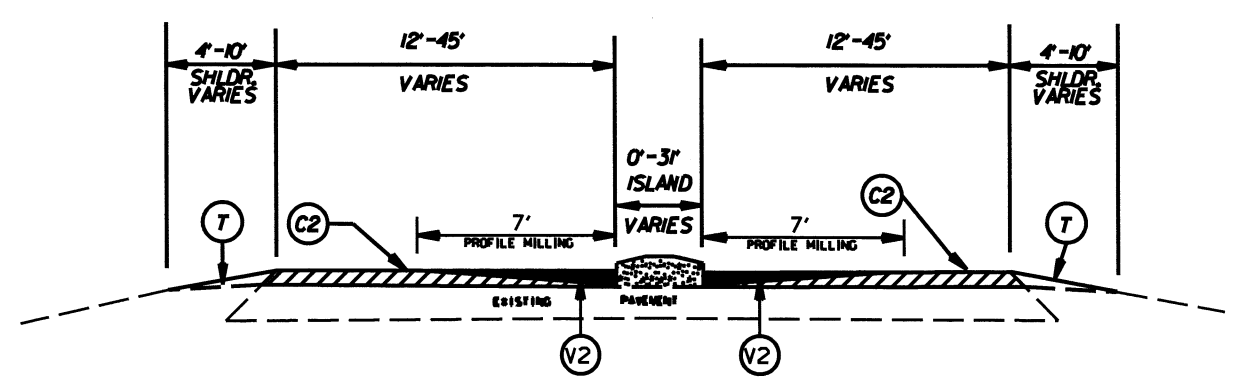 4'-10'
SHLDR.
VARIES
12'-45'
VARIES
12'-45'
VARIES
4'-10'
SHLDR.
VARIES
0'-31'
ISLAND
VARIES
T
C2
7'
PROFILE MILLING
7'
PROFILE MILLING
C2
T
EXISTING PAVEMENT
V2
V2